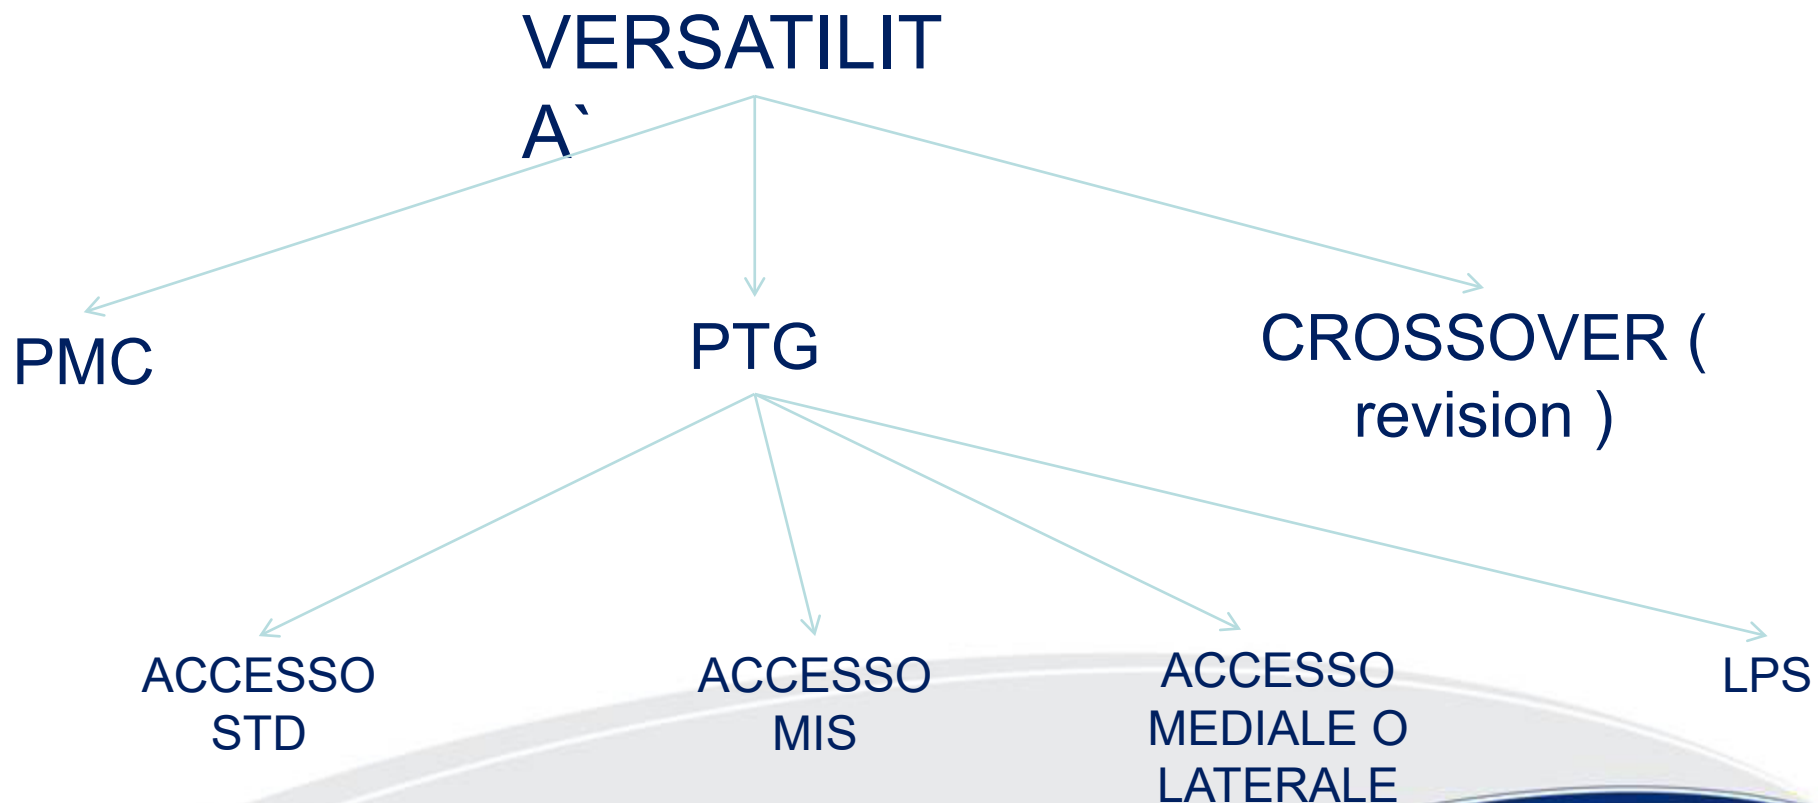 VERSATILIT
A`
PMC
PTG
CROSSOVER (
revision )
ACCESSO
STD
ACCESSO
MIS
ACCESSO
MEDIALE O
LATERALE
LPS